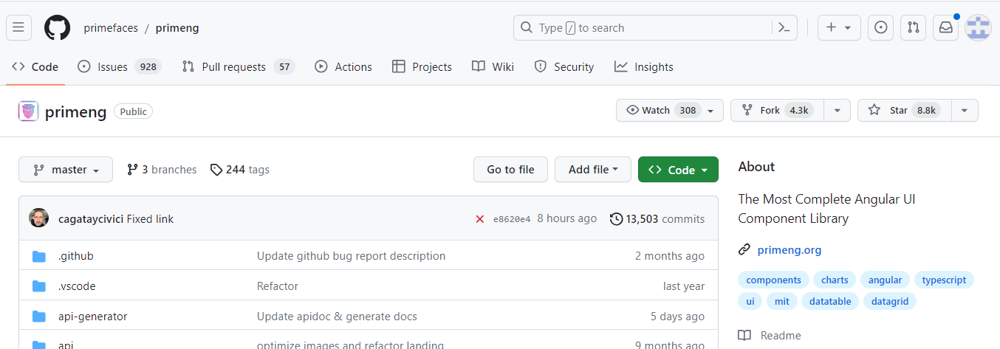 primefaces / primeng Type / to search
Code Issues 928 Pull requests 57 Actions Projects Wiki Security Insights
primeng Public Watch 308 Fork 4.3k Star 8.8k
master 3 branches 244 tags Go to file Add file Code
About
The Most Complete Angular UI
Component Library
primeng.org
components charts angular typescript
ui mit datatable datagrid
Readme
cagataycivici Fixed link e8620e4 8 hours ago 13,503 commits
.github Update github bug report description 2 months ago
.vscode Refactor last year
api-generator Update apidoc & generate docs 5 days ago
api optimize images and refactor landing 9 months ago